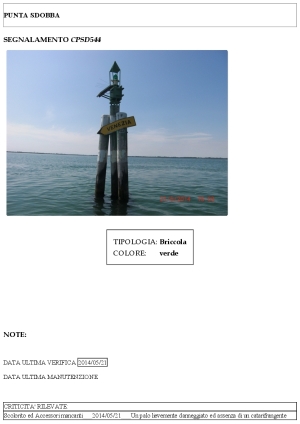 PUNTA SDOBBA
SEGNALAMENTO CPSD544
VENEZIA
TIPOLOGIA: Briccola
COLORE: verde
NOTE:
DATA ULTIMA VERIFICA 2014/05/21
DATA ULTIMA MANUTENZIONE
CRITICITA' RILEVATE
Scolorito ed Accessori mancanti 2014/05/21 Un palo lievemente danneggiato ed assenza di un catarifrangente